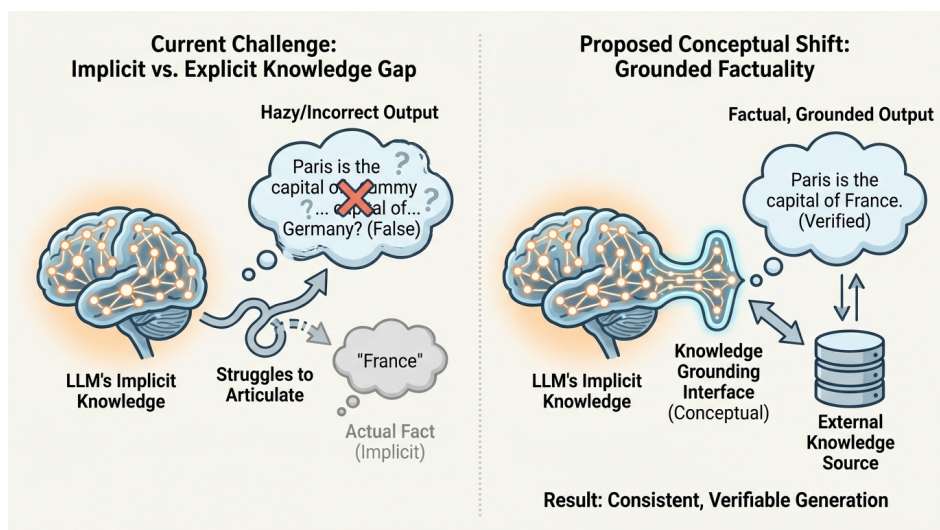 Current Challenge:
Implicit vs. Explicit Knowledge Gap
Hazy/Incorrect Output
Paris is the ?
capital ummy
? ... al of... ?
Germany? (False)
"France"
LLM's Implicit
Knowledge
Struggles to
Articulate
Actual Fact
(Implicit)
Proposed Conceptual Shift:
Grounded Factuality
Factual, Grounded Output
Paris is the
capital of France.
(Verified)
LLM's Implicit
Knowledge
Knowledge
Grounding
Interface
(Conceptual)
External
Knowledge
Source
Result: Consistent, Verifiable Generation